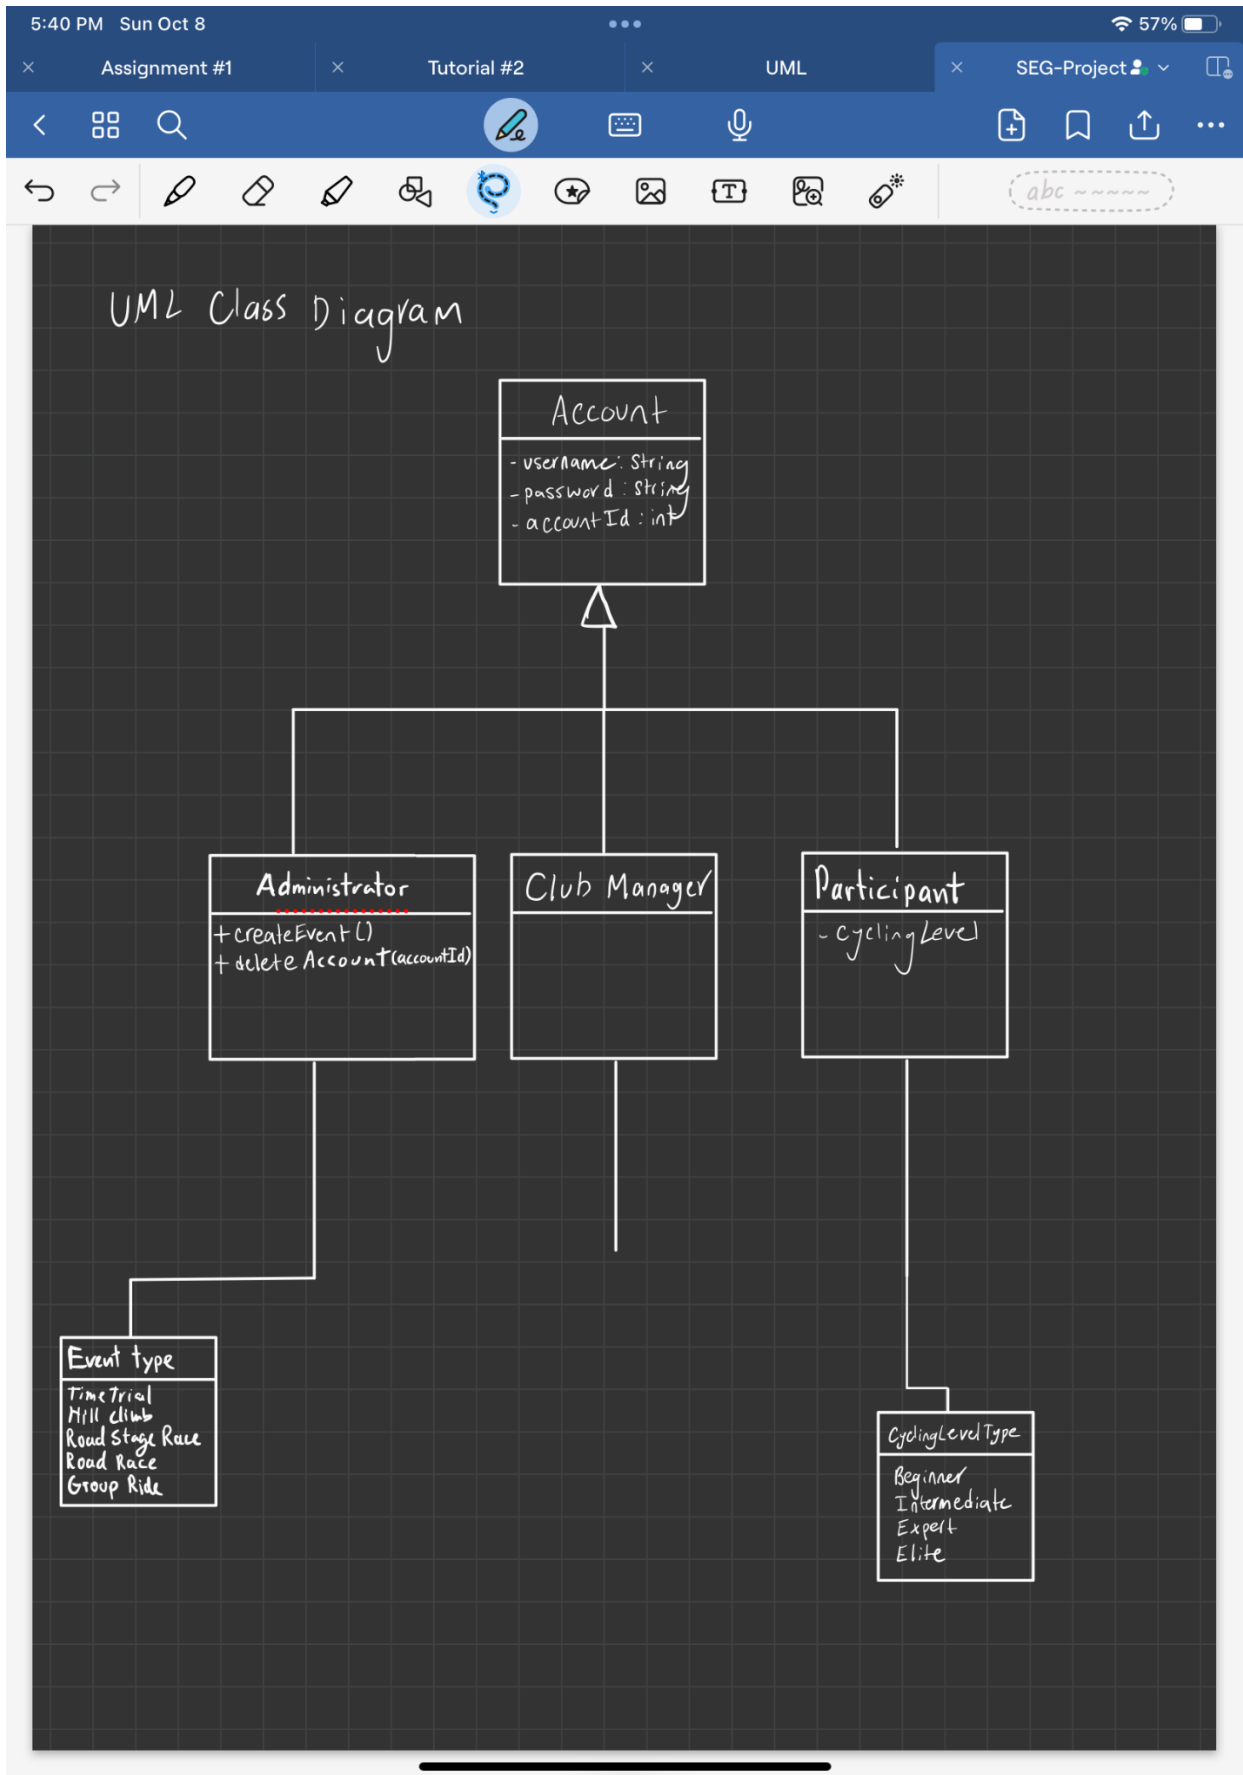 5:40 PM Sun Oct 8
57%
Assignment #1
Tutorial #2
UML
SEG-Project
abc
UML Class Diagram
Account
- username: String
- password: String
- accountId: int
Administrator
+ createEvent()
+ delete Account(accountId)
Club Manager
Participant
- cyclingLevel
Event type
Time Trial
Hill climb
Road Stage Race
Road Race
Group Ride
CyclingLevelType
Beginner
Intermediate
Expert
Elite